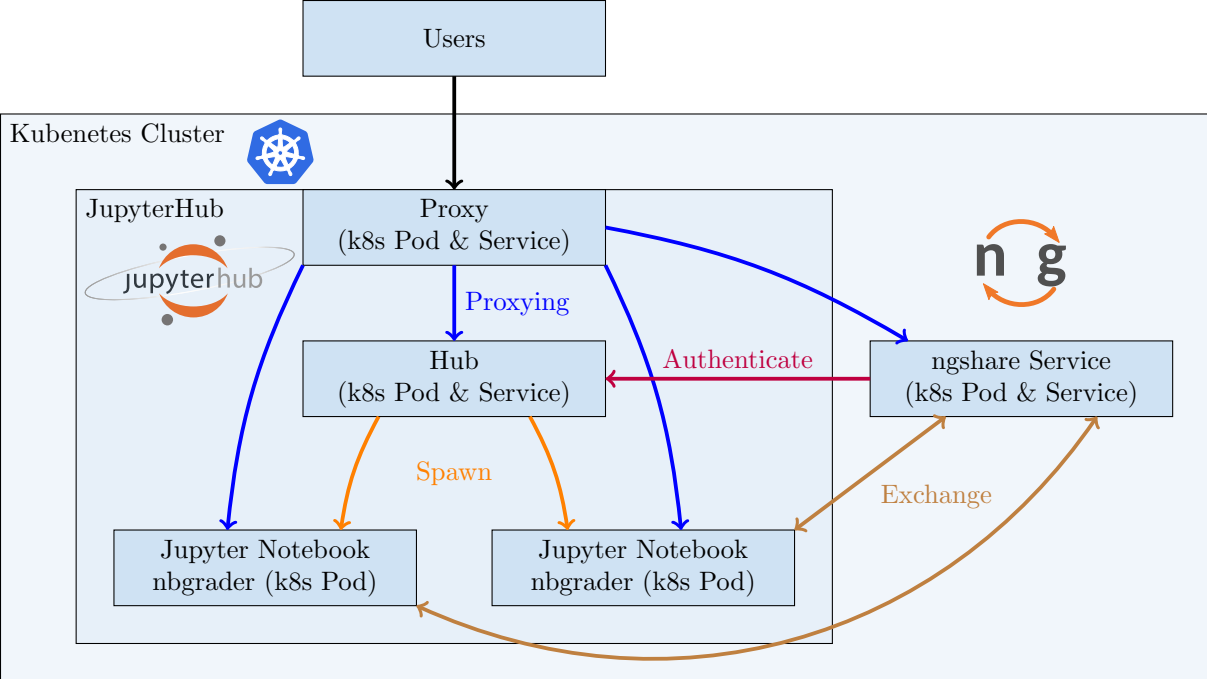 Users
Kubenetes Cluster
JupyterHub
jupyterhub
Proxy
(k8s Pod & Service)
n g
Proxying
Hub
(k8s Pod & Service)
Authenticate
ngshare Service
(k8s Pod & Service)
Spawn
Exchange
Jupyter Notebook
nbgrader (k8s Pod)
Jupyter Notebook
nbgrader (k8s Pod)